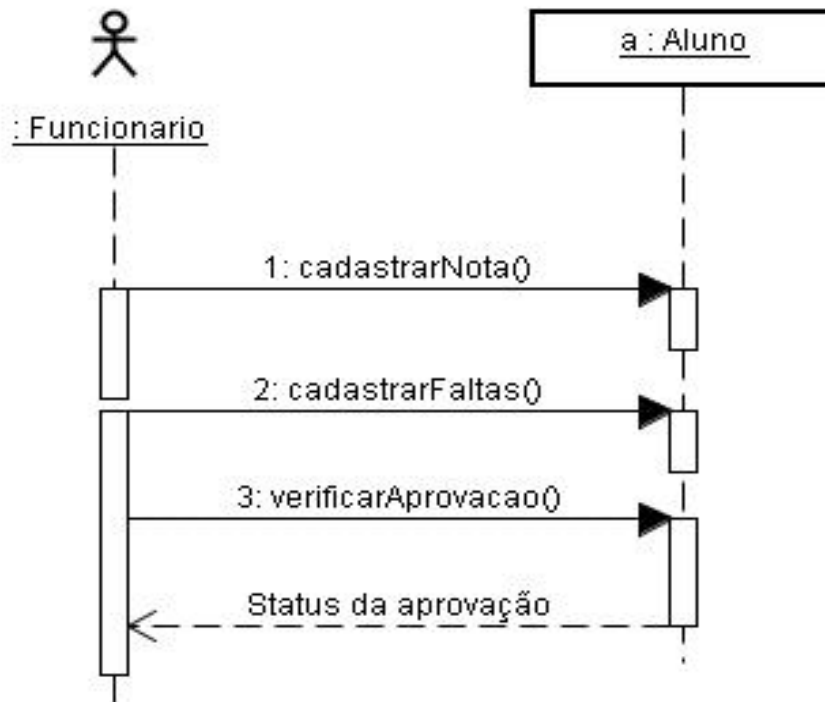 a : Aluno
: Funcionario
1: cadastrarNota()
2: cadastrarFaltas()
3: verificarAprovacao()
Status da aprovação